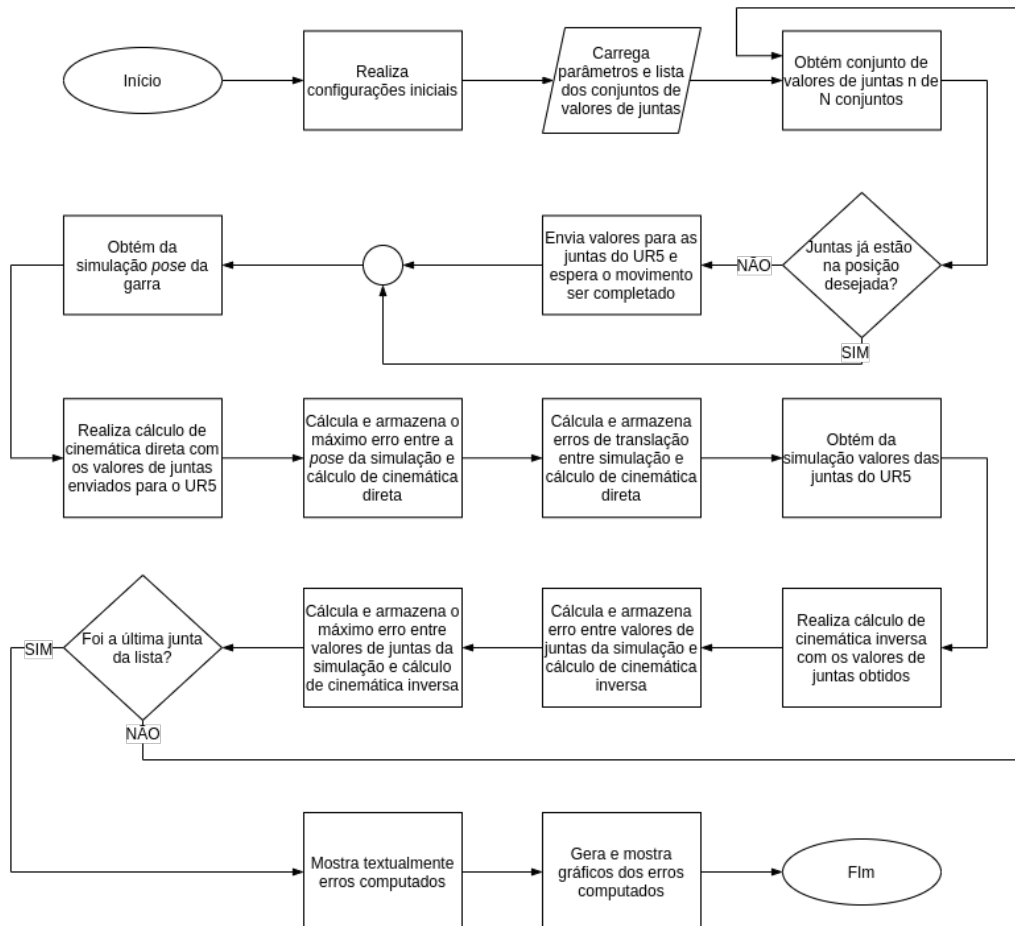 Início
Realiza
configurações iniciais
Carrega
parâmetros e lista
dos conjuntos de
valores de juntas
Obtém conjunto de
valores de juntas n de
N conjuntos
Juntas já estão
na posição
desejada?
NÃO
SIM
Envia valores para as
juntas do UR5 e
espera o movimento
ser completado
Obtém da
simulação pose da
garra
Realiza cálculo de
cinemática direta com
os valores de juntas
enviados para o UR5
Cálcula e armazena o
máximo erro entre a
pose da simulação e
cálculo de cinemática
direta
Cálcula e armazena
erros de translação
entre simulação e
cálculo de cinemática
direta
Obtém da
simulação valores das
juntas do UR5
Realiza cálculo de
cinemática inversa
com os valores de
juntas obtidos
Cálcula e armazena
erro entre valores de
juntas da simulação e
cálculo de cinemática
inversa
Cálcula e armazena o
máximo erro entre
valores de juntas da
simulação e cálculo
de cinemática inversa
Foi a última junta
da lista?
SIM
NÃO
Mostra textualmente
erros computados
Gera e mostra
gráficos dos erros
computados
FIm